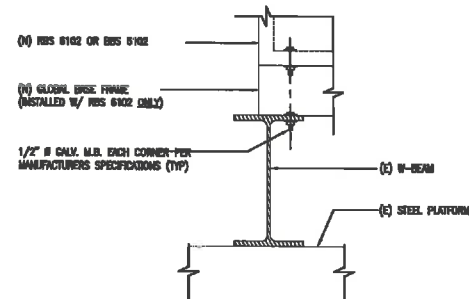 (N) RBS 6102 OR BBS 6102
(N) GLOBAL BASE FRAME
(INSTALLED W/ RBS 6102 ONLY)
1/2" Ø GALV. M.B. EACH CORNER PER
MANUFACTURERS SPECIFICATIONS (TYP)
(E) W-BEAM
(E) STEEL PLATFORM